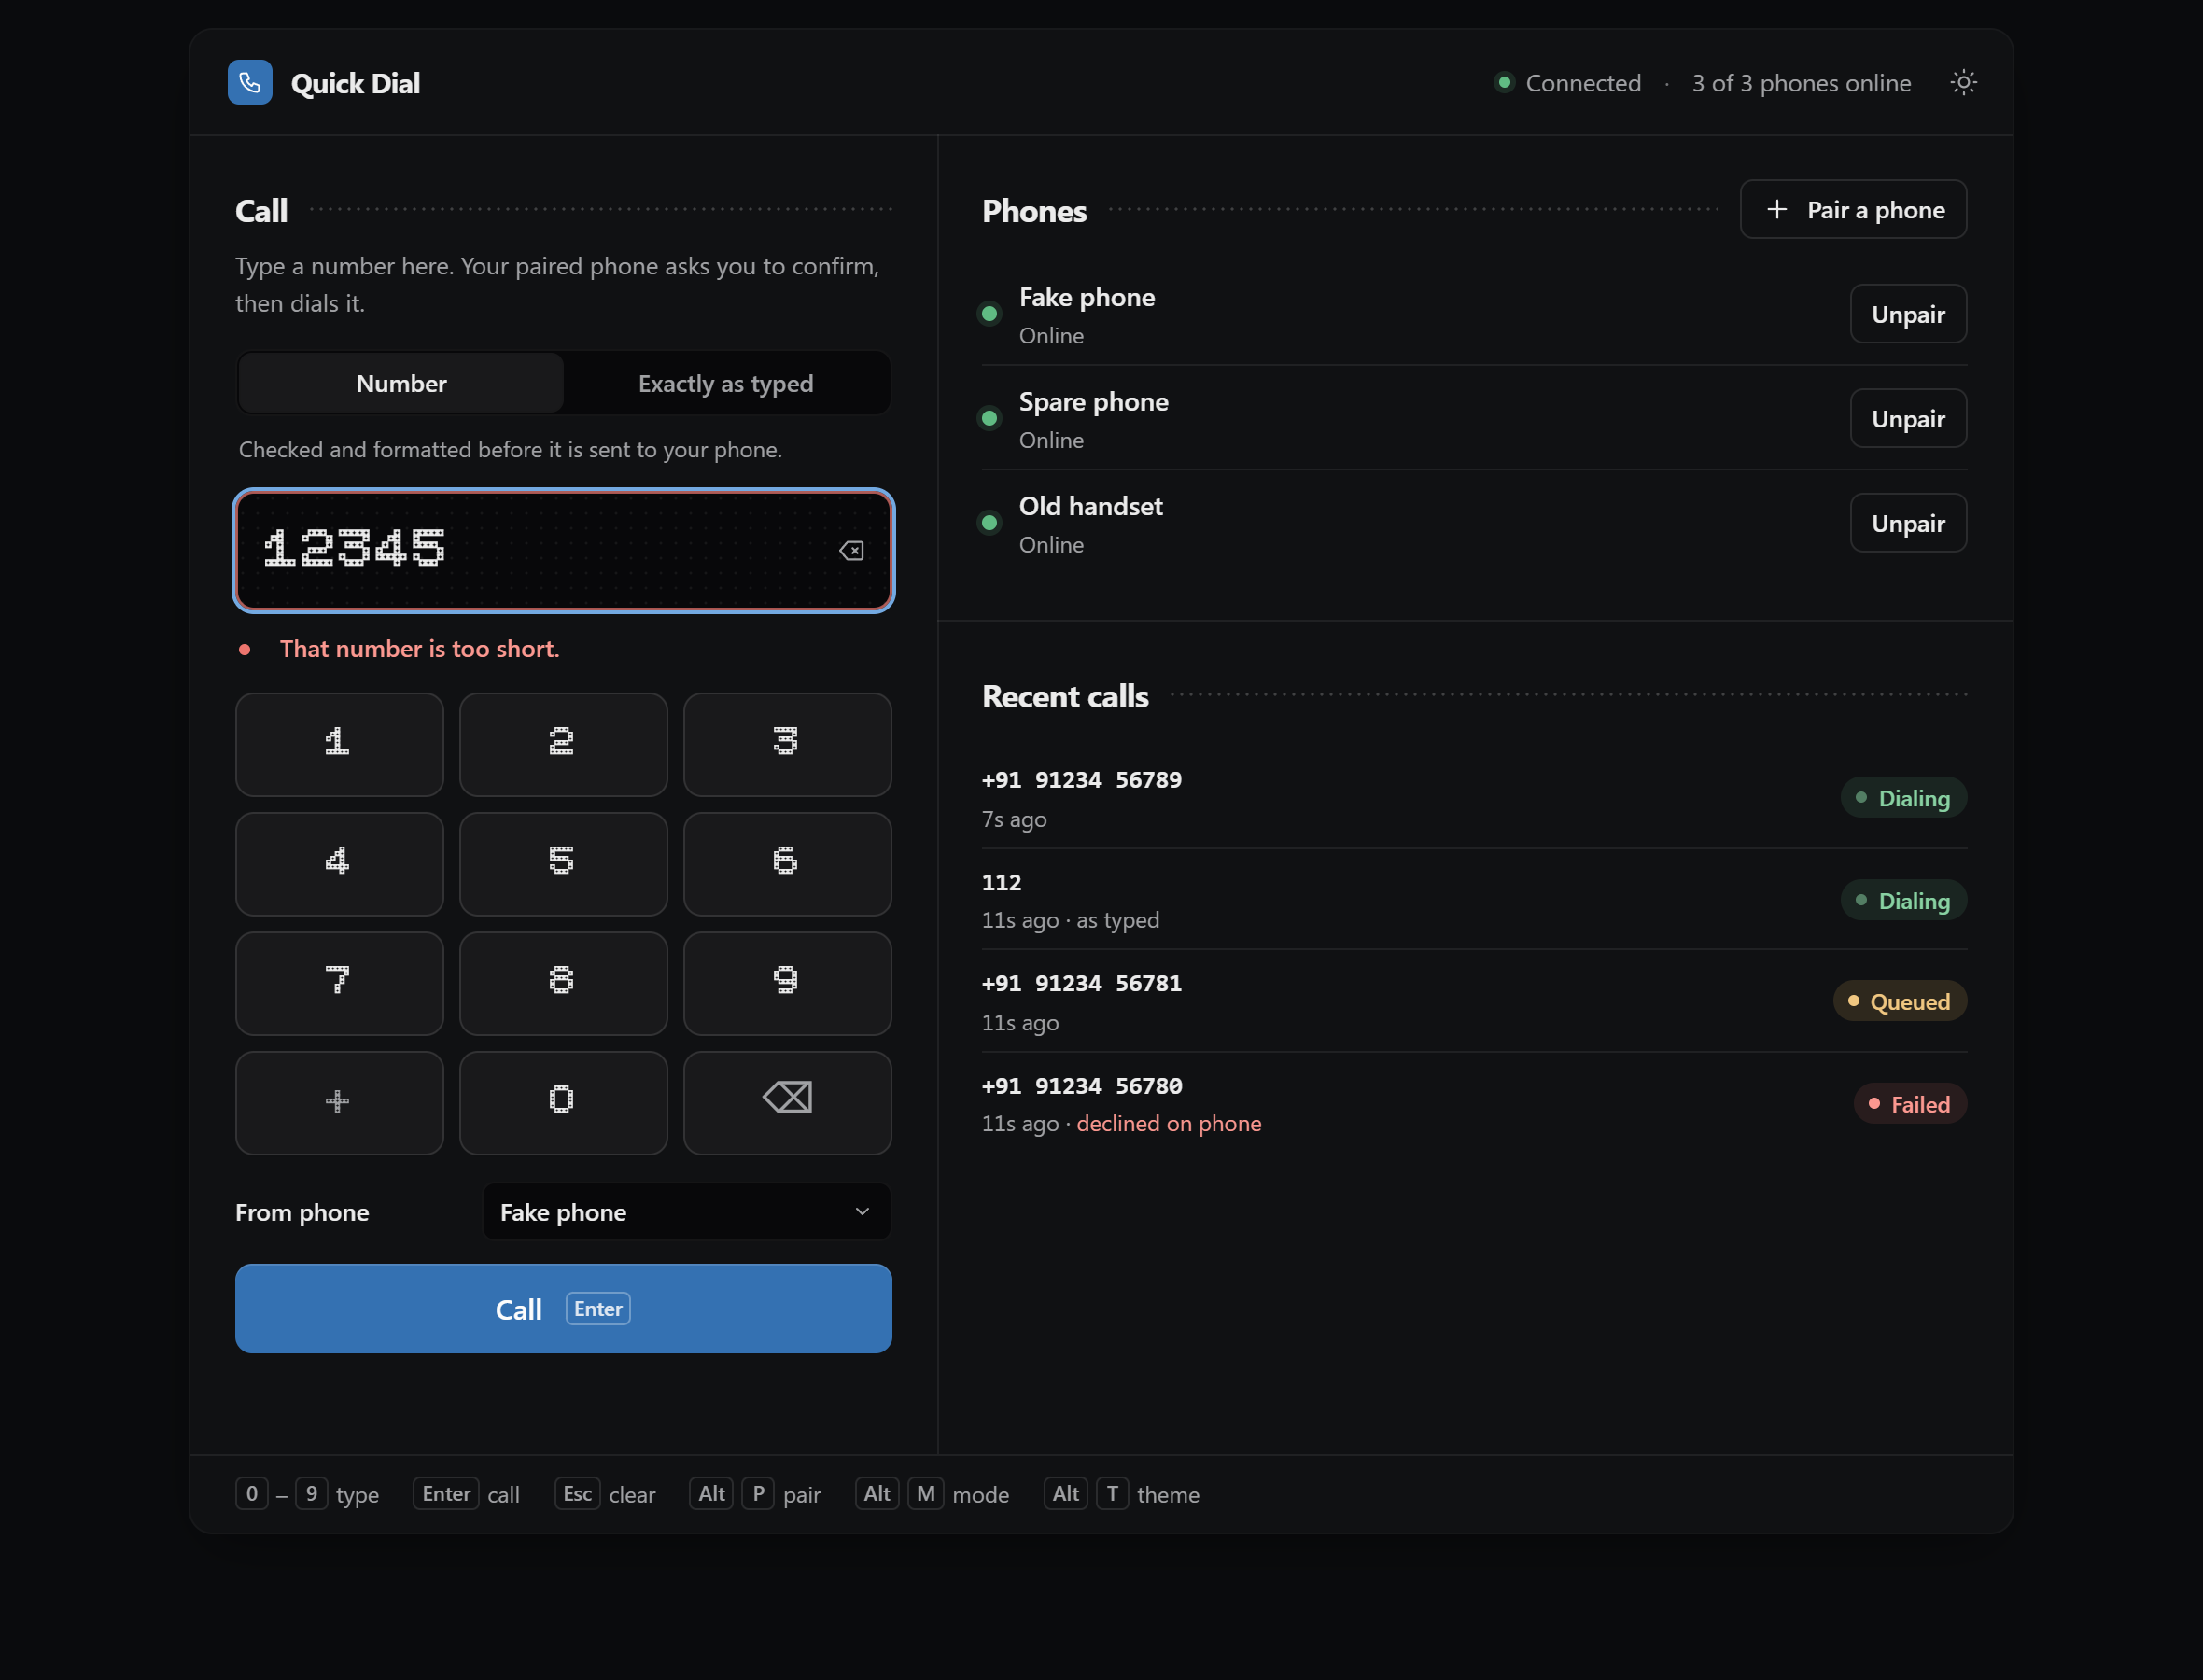 Quick Dial
Connected · 3 of 3 phones online
Call
Type a number here. Your paired phone asks you to confirm,
then dials it.
Number
Exactly as typed
Checked and formatted before it is sent to your phone.
12345
That number is too short.
1 2 3
4 5 6
7 8 9
+ 0 ⌫
From phone
Fake phone
Call Enter
Phones
+ Pair a phone
Fake phone
Online
Unpair
Spare phone
Online
Unpair
Old handset
Online
Unpair
Recent calls
+91 91234 56789
7s ago
Dialing
112
11s ago · as typed
Dialing
+91 91234 56781
11s ago
Queued
+91 91234 56780
11s ago · declined on phone
Failed
0 – 9 type Enter call Esc clear Alt P pair Alt M mode Alt T theme